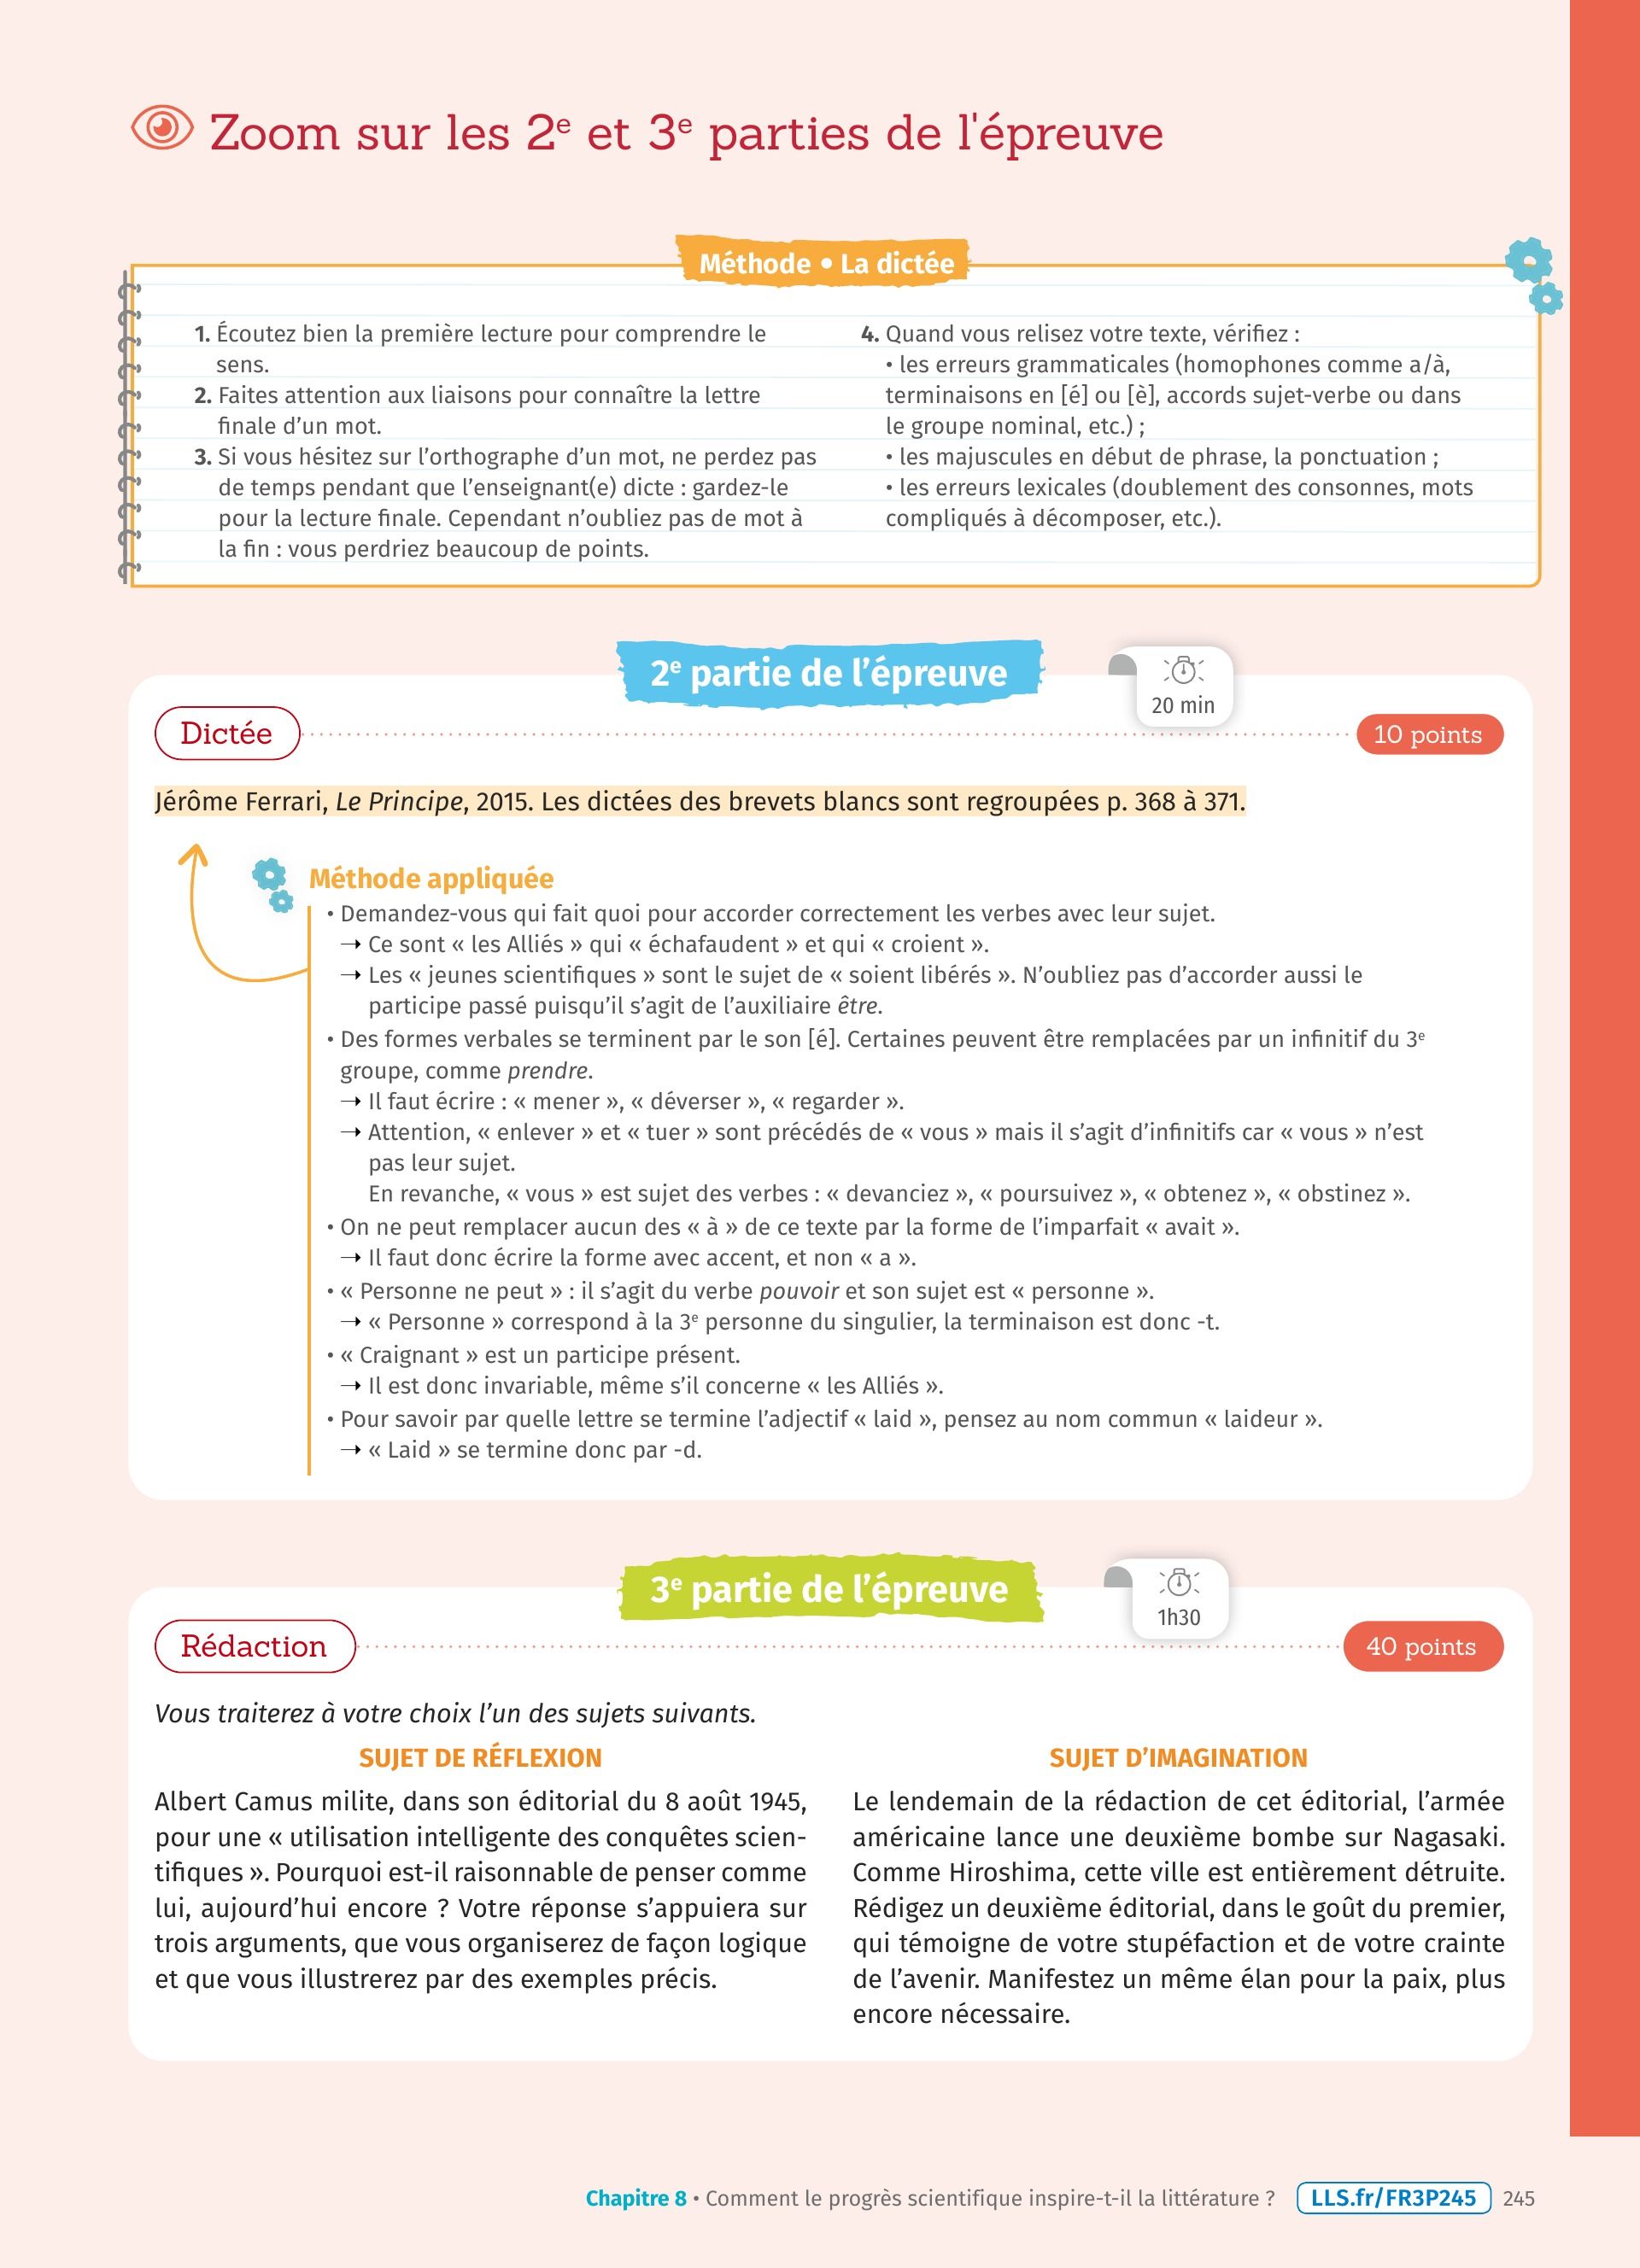 Zoom sur les 2e et 3e parties de l'épreuve
Méthode • La dictée
1. Écoutez bien la première lecture pour comprendre le
sens.
2. Faites attention aux liaisons pour connaître la lettre
finale d’un mot.
3. Si vous hésitez sur l’orthographe d’un mot, ne perdez pas
de temps pendant que l’enseignant(e) dicte : gardez-le
pour la lecture finale. Cependant n’oubliez pas de mot à
la fin : vous perdriez beaucoup de points.
4. Quand vous relisez votre texte, vérifiez :
• les erreurs grammaticales (homophones comme a/à,
terminaisons en [é] ou [è], accords sujet-verbe ou dans
le groupe nominal, etc.) ;
• les majuscules en début de phrase, la ponctuation ;
• les erreurs lexicales (doublement des consonnes, mots
compliqués à décomposer, etc.).
2e partie de l’épreuve
20 min
Dictée
10 points
Jérôme Ferrari, Le Principe, 2015. Les dictées des brevets blancs sont regroupées p. 368 à 371.
Méthode appliquée
• Demandez-vous qui fait quoi pour accorder correctement les verbes avec leur sujet.
→ Ce sont « les Alliés » qui « échafaudent » et qui « croient ».
→ Les « jeunes scientifiques » sont le sujet de « soient libérés ». N’oubliez pas d’accorder aussi le
participe passé puisqu’il s’agit de l’auxiliaire être.
• Des formes verbales se terminent par le son [é]. Certaines peuvent être remplacées par un infinitif du 3e
groupe, comme prendre.
→ Il faut écrire : « mener », « déverser », « regarder ».
→ Attention, « enlever » et « tuer » sont précédés de « vous » mais il s’agit d’infinitifs car « vous » n’est
pas leur sujet.
En revanche, « vous » est sujet des verbes : « devanciez », « poursuivez », « obtenez », « obstinez ».
• On ne peut remplacer aucun des « à » de ce texte par la forme de l’imparfait « avait ».
→ Il faut donc écrire la forme avec accent, et non « a ».
• « Personne ne peut » : il s’agit du verbe pouvoir et son sujet est « personne ».
→ « Personne » correspond à la 3e personne du singulier, la terminaison est donc -t.
• « Craignant » est un participe présent.
→ Il est donc invariable, même s’il concerne « les Alliés ».
• Pour savoir par quelle lettre se termine l’adjectif « laid », pensez au nom commun « laideur ».
→ « Laid » se termine donc par -d.
3e partie de l’épreuve
1h30
Rédaction
40 points
Vous traiterez à votre choix l’un des sujets suivants.
SUJET DE RÉFLEXION
Albert Camus milite, dans son éditorial du 8 août 1945,
pour une « utilisation intelligente des conquêtes scien-
tifiques ». Pourquoi est-il raisonnable de penser comme
lui, aujourd’hui encore ? Votre réponse s’appuiera sur
trois arguments, que vous organiserez de façon logique
et que vous illustrerez par des exemples précis.
SUJET D’IMAGINATION
Le lendemain de la rédaction de cet éditorial, l’armée
américaine lance une deuxième bombe sur Nagasaki.
Comme Hiroshima, cette ville est entièrement détruite.
Rédigez un deuxième éditorial, dans le goût du premier,
qui témoigne de votre stupéfaction et de votre crainte
de l’avenir. Manifestez un même élan pour la paix, plus
encore nécessaire.
Chapitre 8 • Comment le progrès scientifique inspire-t-il la littérature ? LLS.fr/FR3P245 245